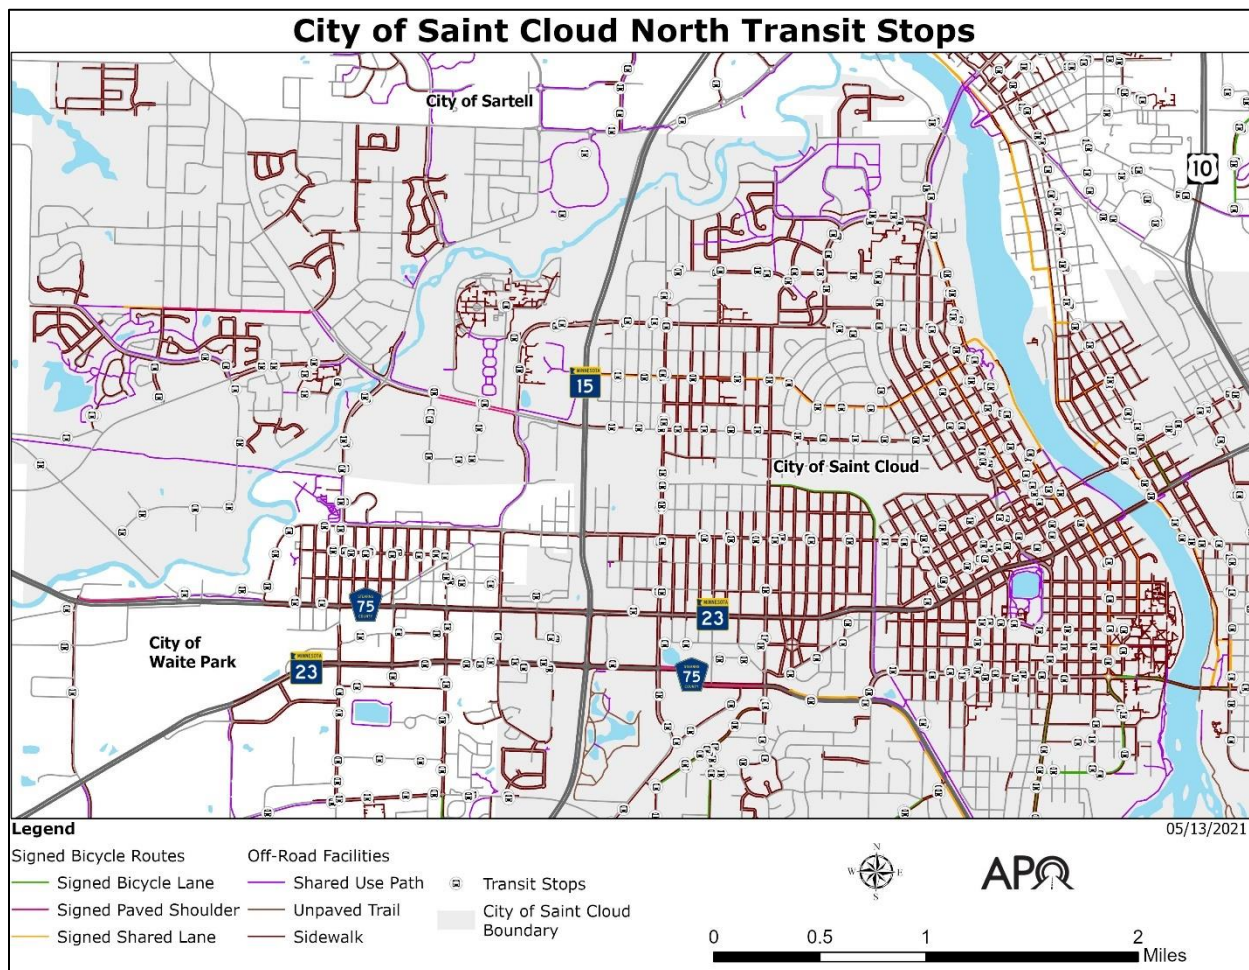 City of Saint Cloud North Transit Stops
City of Sartell
10
MINNESOTA
15
City of Saint Cloud
75
MINNESOTA
23
City of
Waite Park
MINNESOTA
23
75
Legend
05/13/2021
Signed Bicycle Routes
Signed Bicycle Lane
Signed Paved Shoulder
Signed Shared Lane
Off-Road Facilities
Shared Use Path
Unpaved Trail
Sidewalk
Transit Stops
City of Saint Cloud
Boundary
N
W E
S
APO
0 0.5 1 2
Miles